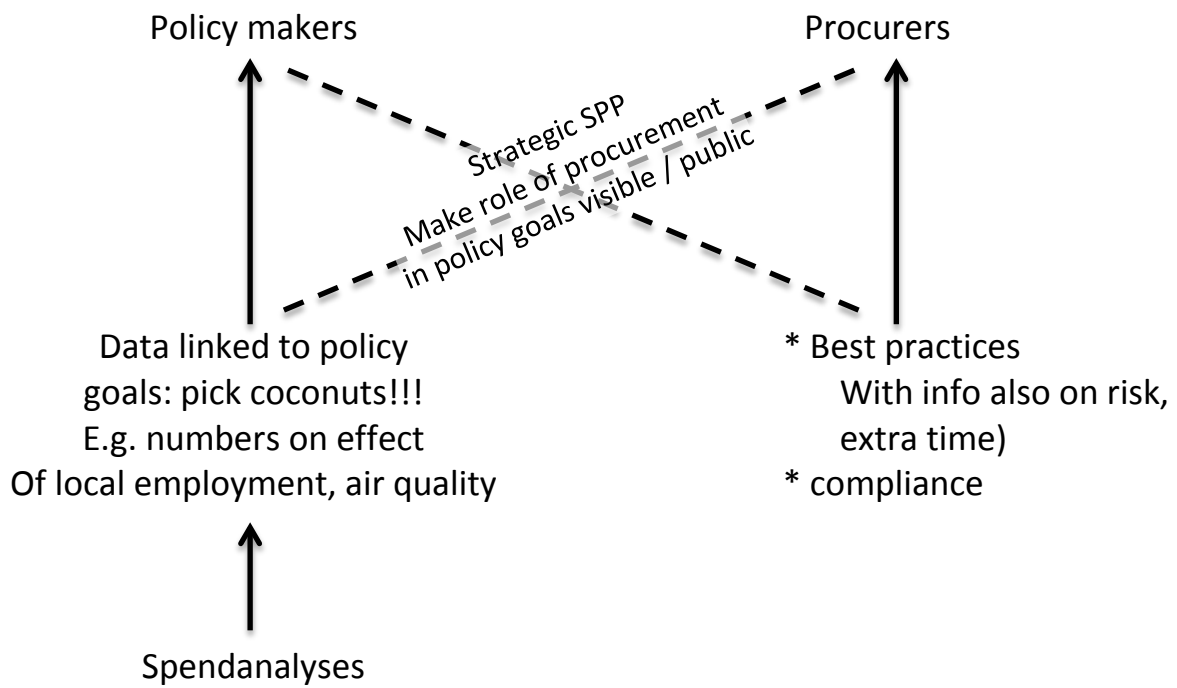 Policy makers
Procurers
Strategic SPP
Make role of procurement
in policy goals visible / public
Data linked to policy
goals: pick coconuts!!!
E.g. numbers on effect
Of local employment, air quality
* Best practices
With info also on risk,
extra time)
* compliance
Spendanalyses